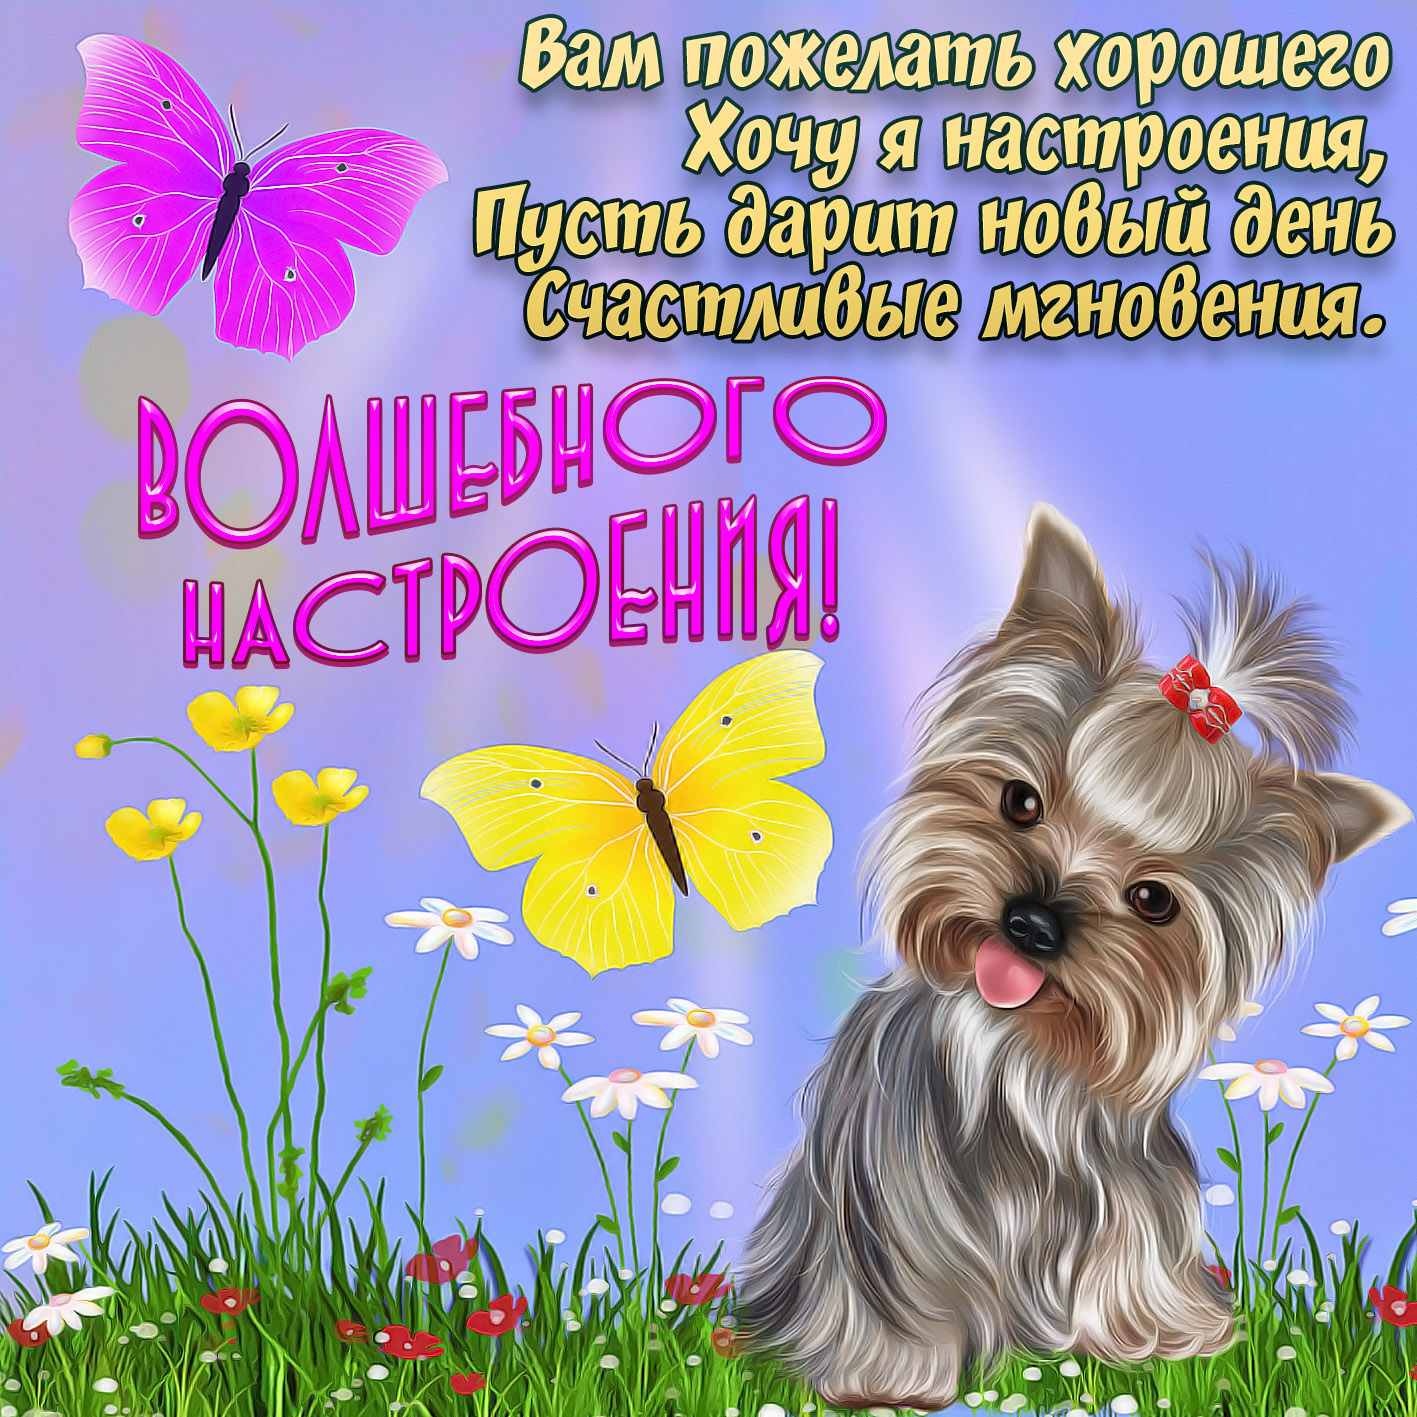 Вам пожелать хорошего
Хочу я настроения,
Пусть дарит новый день
Счастливые мгновения.
ВОЛШЕБНОГО
НАСТРОЕНИЯ!